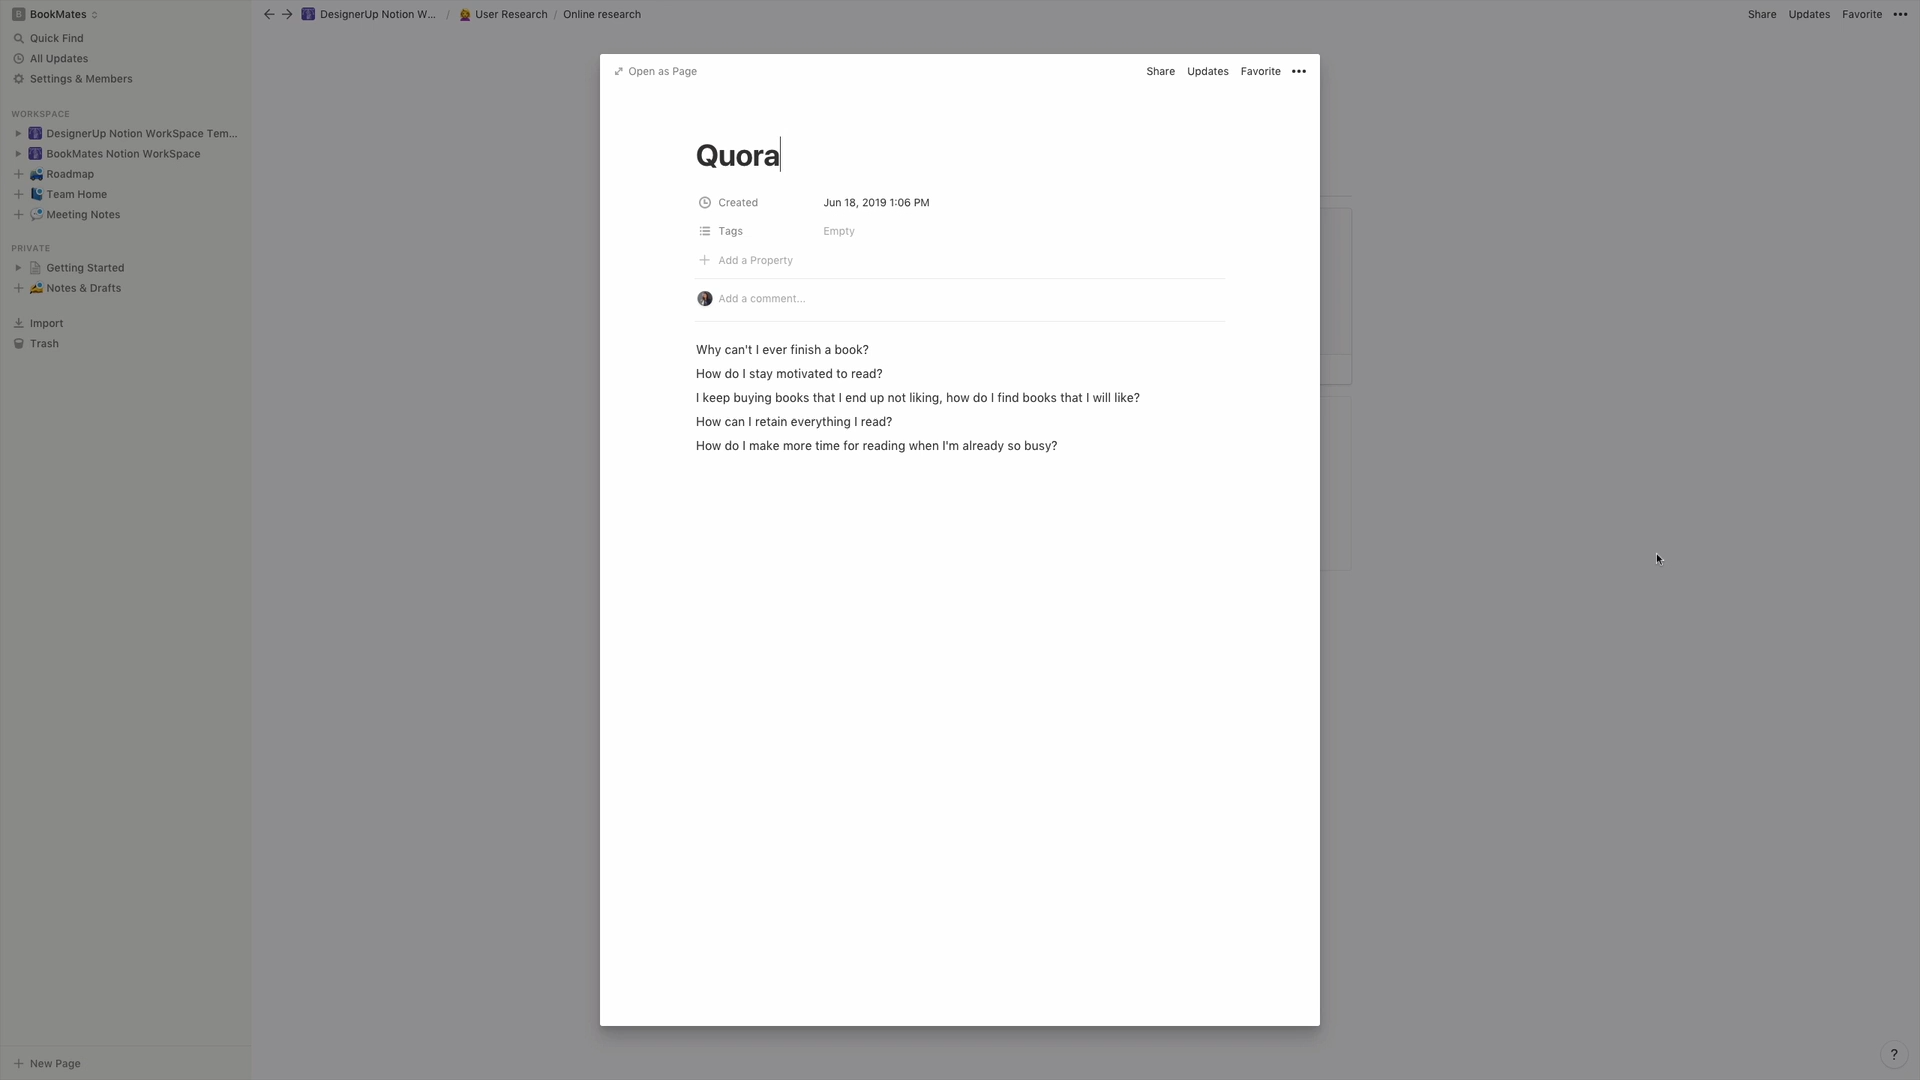 B BookMates
Quick Find
All Updates
Settings & Members
WORKSPACE
DesignerUp Notion WorkSpace Tem...
BookMates Notion WorkSpace
Roadmap
Team Home
Meeting Notes
PRIVATE
Getting Started
Notes & Drafts
Import
Trash
New Page
DesignerUp Notion W... / User Research / Online research
Share Updates Favorite
Open as Page
Share Updates Favorite
Quora
Created Jun 18, 2019 1:06 PM
Tags Empty
Add a Property
Add a comment...
Why can't I ever finish a book?
How do I stay motivated to read?
I keep buying books that I end up not liking, how do I find books that I will like?
How can I retain everything I read?
How do I make more time for reading when I'm already so busy?
?